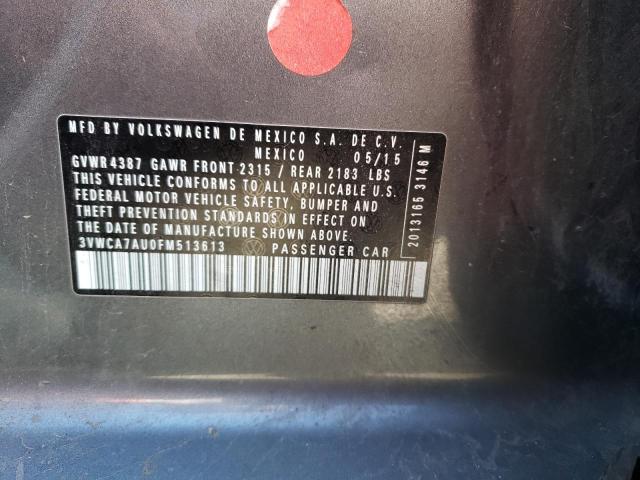 MFD BY VOLKSWAGEN DE MEXICO S.A. DE C.V.
MEXICO 05/15
GVWR 4387 GAWR FRONT 2315 / REAR 2183 LBS
THIS VEHICLE CONFORMS TO ALL APPLICABLE U.S.
FEDERAL MOTOR VEHICLE SAFETY, BUMPER AND
THEFT PREVENTION STANDARDS IN EFFECT ON
THE DATE OF MANUFACTURE SHOWN ABOVE.
3VWCA7AU0FM513613 PASSENGER CAR
2013165 3146 M